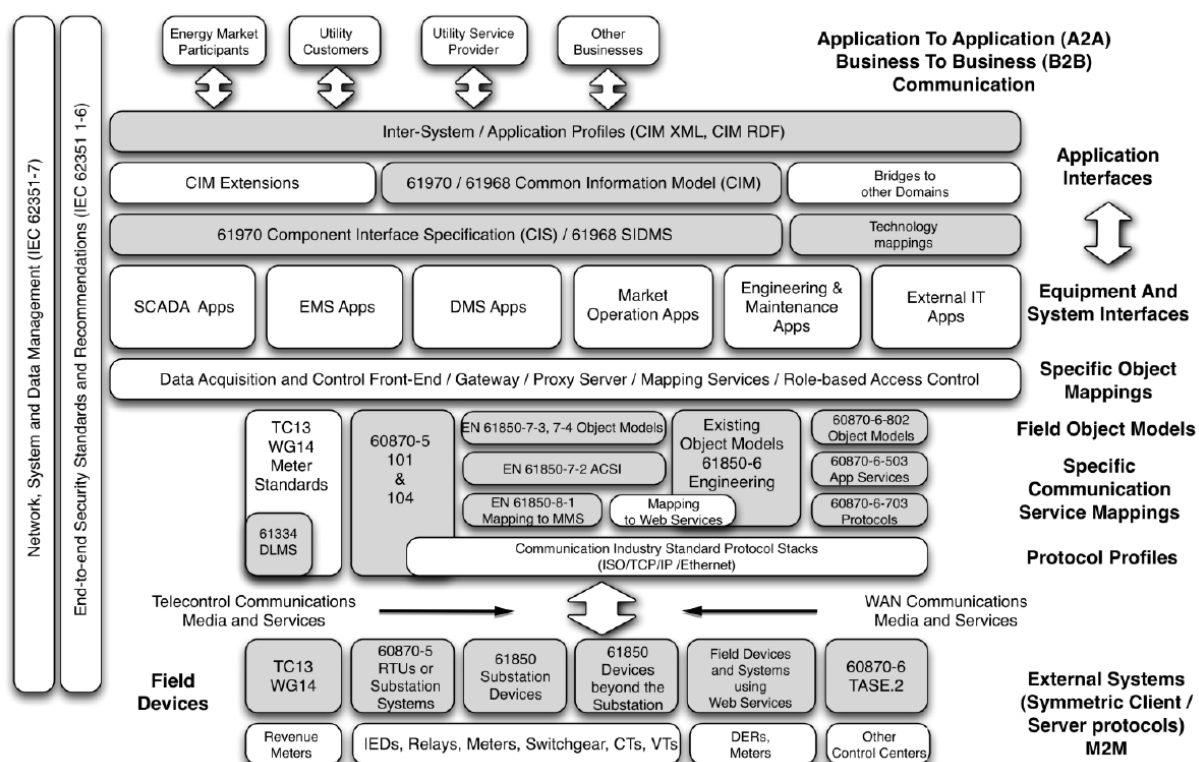 Energy Market
Participants
Utility
Customers
Utility Service
Provider
Other
Businesses
Application To Application (A2A)
Business To Business (B2B)
Communication
Network, System and Data Management (IEC 62351-7)
End-to-end Security Standards and Recommendations (IEC 62351 1-6)
Inter-System / Application Profiles (CIM XML, CIM RDF)
CIM Extensions
61970 / 61968 Common Information Model (CIM)
Bridges to
other Domains
Application
Interfaces
61970 Component Interface Specification (CIS) / 61968 SIDMS
Technology
mappings
SCADA Apps
EMS Apps
DMS Apps
Market
Operation Apps
Engineering &
Maintenance
Apps
External IT
Apps
Equipment And
System Interfaces
Data Acquisition and Control Front-End / Gateway / Proxy Server / Mapping Services / Role-based Access Control
Specific Object
Mappings
TC13
WG14
Meter
Standards
61334
DLMS
60870-5
101
&
104
EN 61850-7-3, 7-4 Object Models
EN 61850-7-2 ACSI
EN 61850-8-1
Mapping to MMS
Existing
Object Models
61850-6
Engineering
Mapping
to Web Services
60870-6-802
Object Models
60870-6-503
App Services
60870-6-703
Protocols
Field Object Models
Specific
Communication
Service Mappings
Communication Industry Standard Protocol Stacks
(ISO/TCP/IP /Ethernet)
Protocol Profiles
Telecontrol Communications
Media and Services
WAN Communications
Media and Services
Field
Devices
TC13
WG14
60870-5
RTUs or
Substation
Systems
61850
Substation
Devices
61850
Devices
beyond the
Substation
Field Devices
and Systems
using
Web Services
60870-6
TASE.2
External Systems
(Symmetric Client /
Server protocols)
M2M
Revenue
Meters
IEDs, Relays, Meters, Switchgear, CTs, VTs
DERs,
Meters
Other
Control Centers